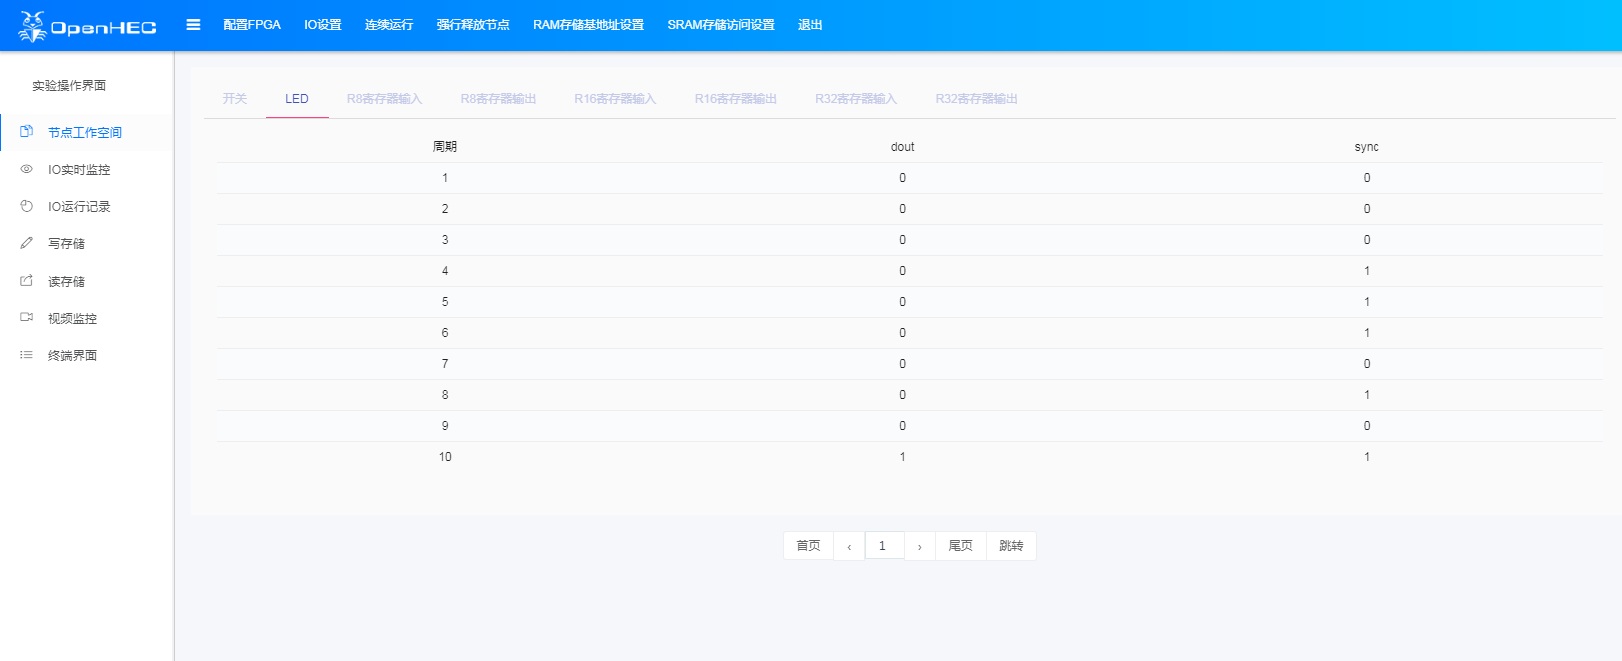 OpenHEC 配置FPGA IO设置 连续运行 强行释放节点 RAM存储基地址设置 SRAM存储访问设置 退出
实验操作界面
节点工作空间
IO实时监控
IO运行记录
写存储
读存储
视频监控
终端界面
开关 LED R8寄存器输入 R8寄存器输出 R16寄存器输入 R16寄存器输出 R32寄存器输入 R32寄存器输出
周期 dout sync
1 0 0
2 0 0
3 0 0
4 0 1
5 0 1
6 0 1
7 0 0
8 0 1
9 0 0
10 1 1
首页 ‹ 1 › 尾页 跳转